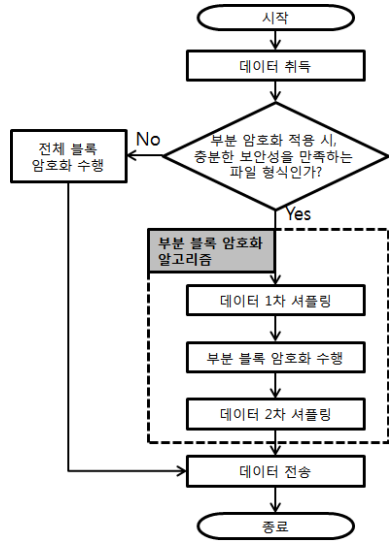 시작
데이터 취득
부분 암호화 적용 시,
충분한 보안성을 만족하는
파일 형식인가?
No
전체 블록
암호화 수행
Yes
부분 블록 암호화
알고리즘
데이터 1차 셔플링
부분 블록 암호화 수행
데이터 2차 셔플링
데이터 전송
종료